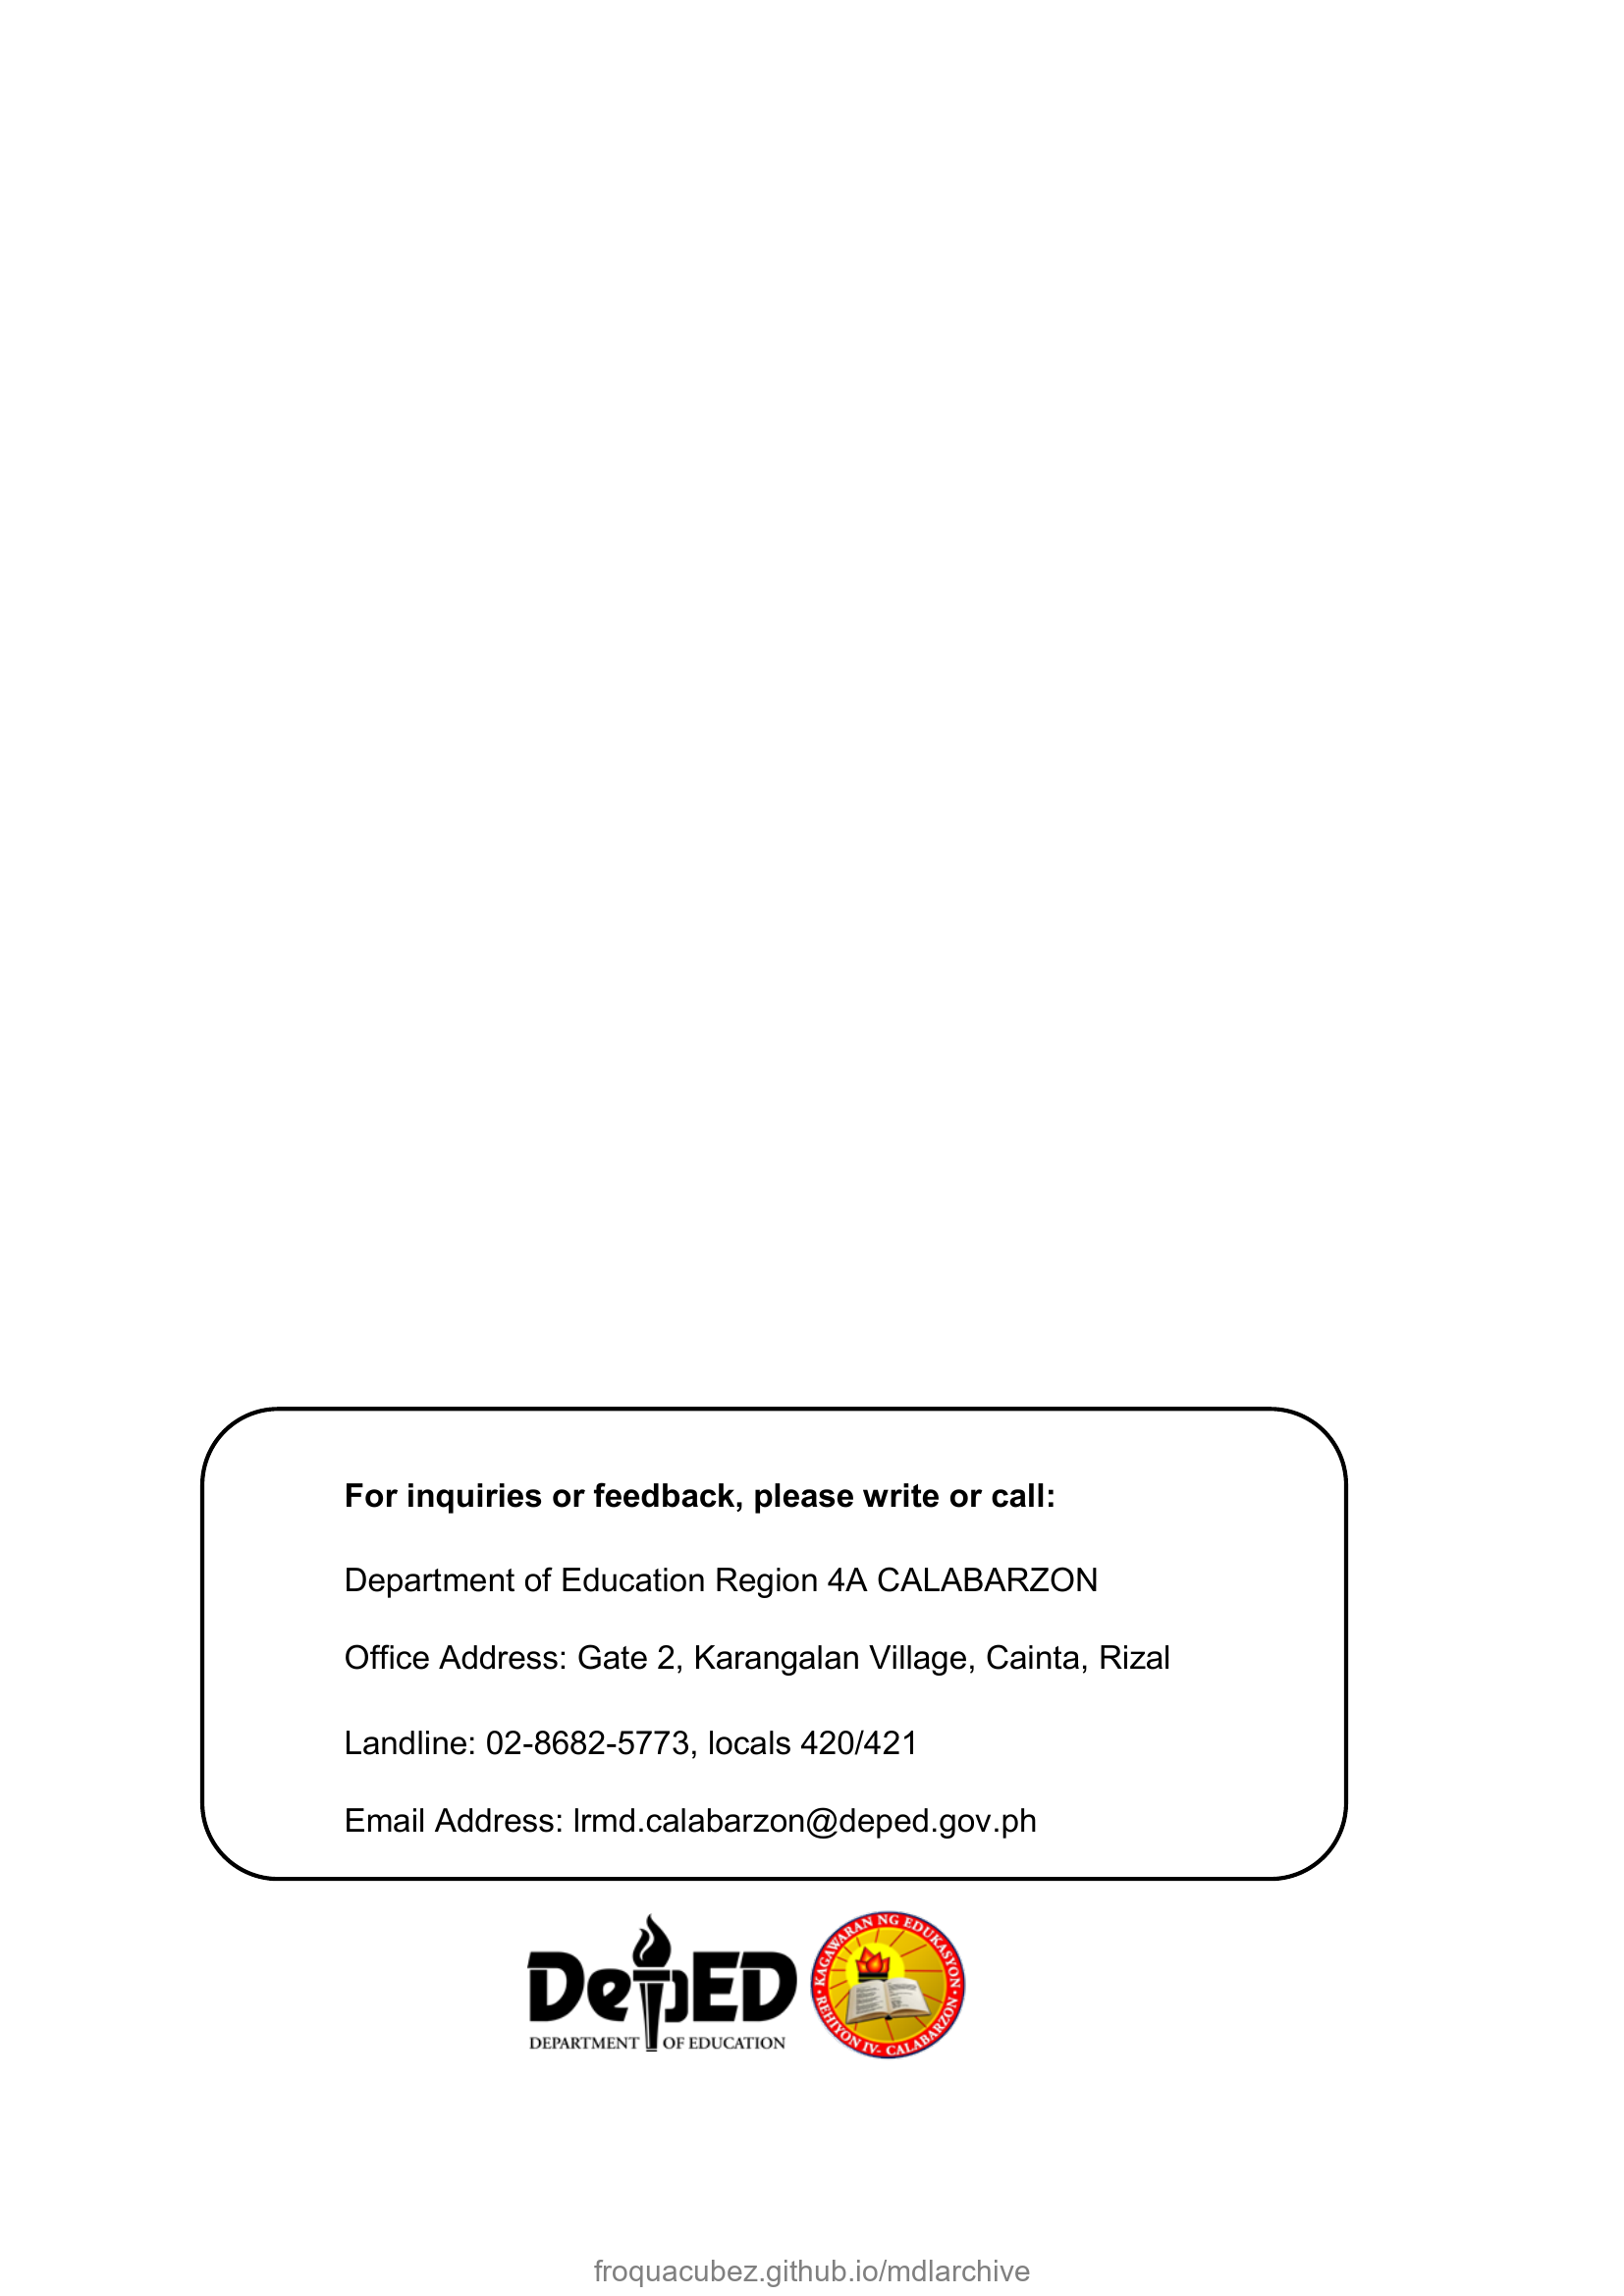 For inquiries or feedback, please write or call:
Department of Education Region 4A CALABARZON
Office Address: Gate 2, Karangalan Village, Cainta, Rizal
Landline: 02-8682-5773, locals 420/421
Email Address: lrmd.calabarzon@deped.gov.ph
DepED
DEPARTMENT OF EDUCATION
KAGAWARAN NG EDUKASYON
REHIYON IV- CALABARZON
froquacubez.github.io/mdlarchive